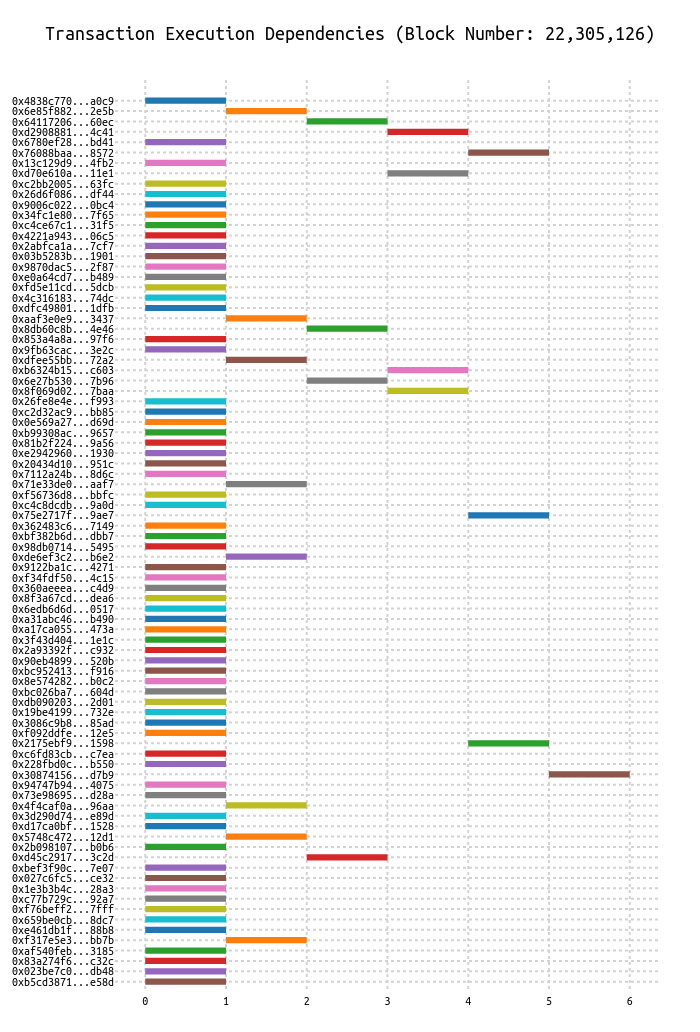 Transaction Execution Dependencies (Block Number: 22,305,126)
0x4838c770...a0c9
0x6e85f882...2e5b
0x64117206...60ec
0xd2908881...4c41
0x6780ef28...bd41
0x76088baa...8572
0x13c129d9...4fb2
0xd70e610a...11e1
0xc2bb2005...63fc
0x26d6f086...df44
0x9006c022...0bc4
0x34fc1e80...7f65
0xc4ce67c1...31f5
0x4221a943...06c5
0x2abfca1a...7cf7
0x03b5283b...1901
0x9870dac5...2f87
0xe0a64cd7...b489
0xfd5e11cd...5dcb
0x4c316183...74dc
0xdfc49801...1dfb
0xaaf3e0e9...3437
0x8db60c8b...4e46
0x853a4a8a...97f6
0x9fb63cac...3e2c
0xdfee55bb...72a2
0xb6324b15...c603
0x6e27b530...7b96
0x8f069d02...7baa
0x26fe8e4e...f993
0xc2d32ac9...bb85
0x0e569a27...d69d
0xb99308ac...9657
0x81b2f224...9a56
0xe2942960...1930
0x20434d10...951c
0x7112a24b...8d6c
0x71e33de0...aaf7
0xf56736d8...bbfc
0xc4c8dcdb...9a0d
0x75e2717f...9ae7
0x362483c6...7149
0xbf382b6d...dbb7
0x98db0714...5495
0xde6ef3c2...b6e2
0x9122ba1c...4271
0xf34fdf50...4c15
0x360aeeea...c4d9
0x8f3a67cd...dea6
0x6edb6d6d...0517
0xa31abc46...b490
0xa17ca055...473a
0x3f43d404...1e1c
0x2a93392f...c932
0x90eb4899...520b
0xbc952413...f916
0x8e574282...b0c2
0xbc026ba7...604d
0xdb090203...2d01
0x19be4199...732e
0x3086c9b8...85ad
0xf092ddfe...12e5
0x2175ebf9...1598
0xc6fd83cb...c7ea
0x228fbd0c...b550
0x30874156...d7b9
0x94747b94...4075
0x73e98695...d28a
0x4f4caf0a...96aa
0x3d290d74...e89d
0xd17ca0bf...1528
0x5748c472...12d1
0x2b098107...b0b6
0xd45c2917...3c2d
0xbef3f90c...7e07
0x027c6fc5...ce32
0x1e3b3b4c...28a3
0xc77b729c...92a7
0xf76beff2...7fff
0x659be0cb...8dc7
0xe461db1f...88b8
0xf317e5e3...bb7b
0xaf540feb...3185
0x83a274f6...c32c
0x023be7c0...db48
0xb5cd3871...e58d
0 1 2 3 4 5 6